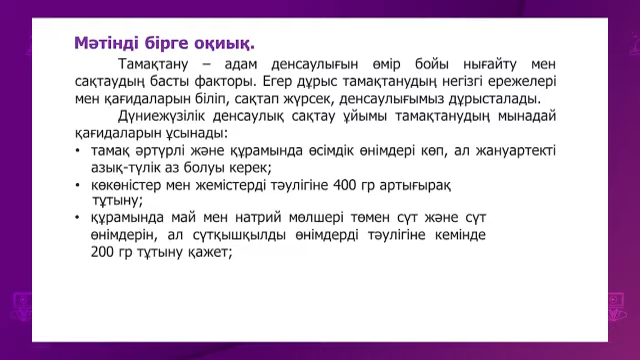 Мәтінді бірге оқиық.
Тамақтану – адам денсаулығын өмір бойы нығайту мен
сақтаудың басты факторы. Егер дұрыс тамақтанудың негізгі ережелері
мен қағидаларын біліп, сақтап жүрсек, денсаулығымыз дұрысталады.
Дүниежүзілік денсаулық сақтау ұйымы тамақтанудың мынадай
қағидаларын ұсынады:
• тамақ әртүрлі және құрамында өсімдік өнімдері көп, ал жануартекті
азық-түлік аз болуы керек;
• көкөністер мен жемістерді тәулігіне 400 гр артығырақ
тұтыну;
• құрамында май мен натрий мөлшері төмен сүт және сүт
өнімдерін, ал сүтқышқылды өнімдерді тәулігіне кемінде
200 гр тұтыну қажет;